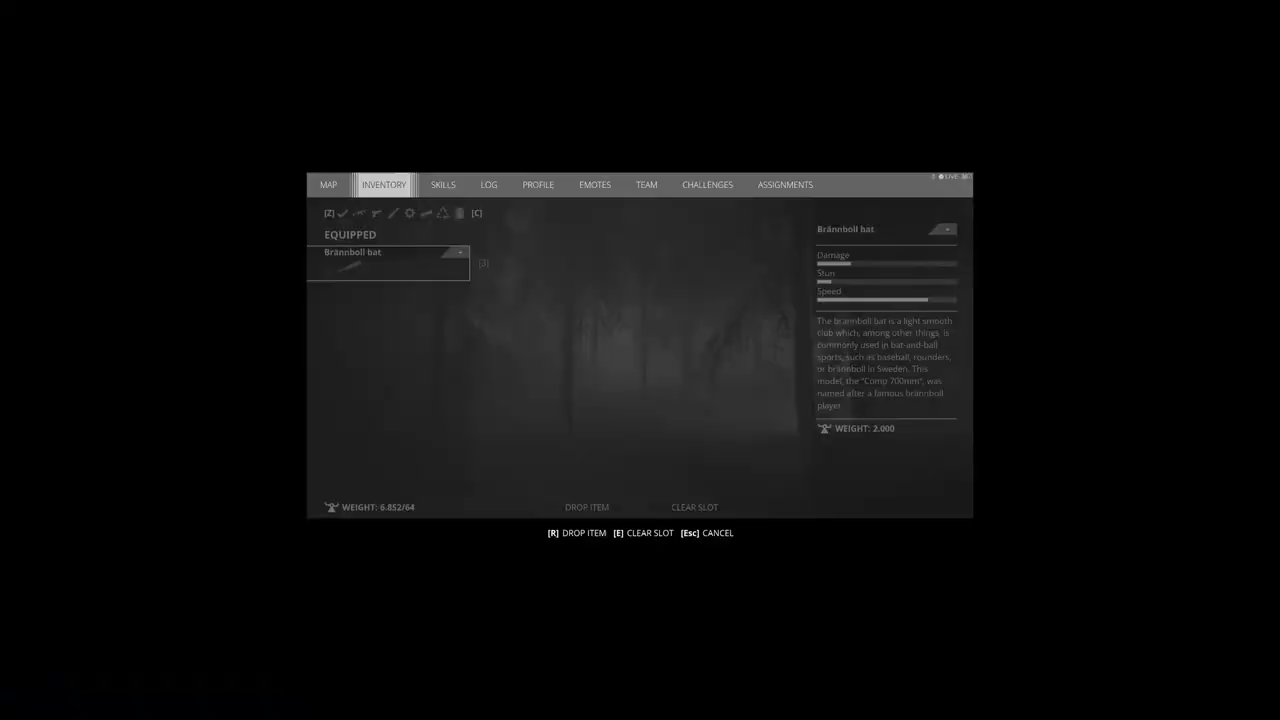 MAP INVENTORY SKILLS LOG PROFILE EMOTES TEAM CHALLENGES ASSIGNMENTS
[Z] [C]
EQUIPPED
Brännboll bat
[3]
Brännboll bat
Damage
Stun
Speed
The brännboll bat is a light smooth
club which, among other things, is
commonly used in bat-and-ball
sports, such as baseball, rounders,
or brännboll in Sweden. This
model, the "Comp 700mm", was
named after a famous brännboll
player
WEIGHT: 2.000
WEIGHT: 6.852/64
DROP ITEM CLEAR SLOT
[R] DROP ITEM [E] CLEAR SLOT [Esc] CANCEL